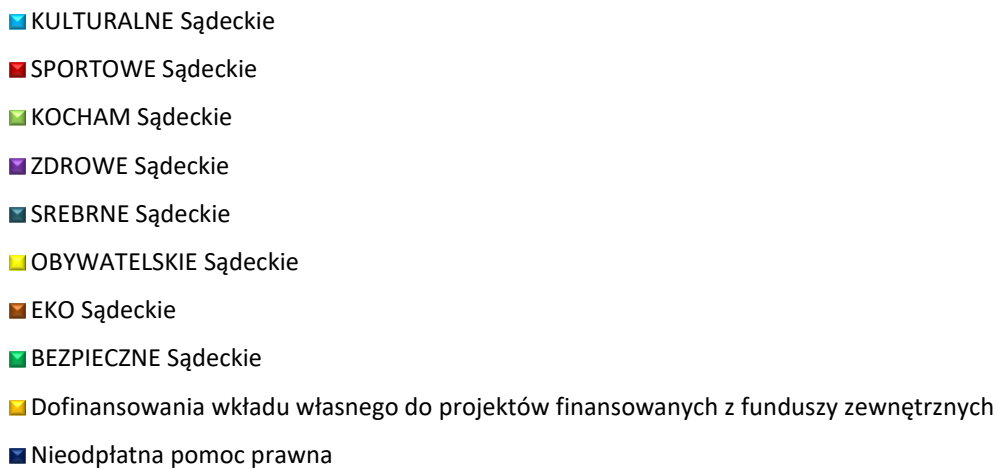 KULTURALNE Sądeckie
SPORTOWE Sądeckie
KOCHAM Sądeckie
ZDROWE Sądeckie
SREBRNE Sądeckie
OBYWATELSKIE Sądeckie
EKO Sądeckie
BEZPIECZNE Sądeckie
Dofinansowania wkładu własnego do projektów finansowanych z funduszy zewnętrznych
Nieodpłatna pomoc prawna